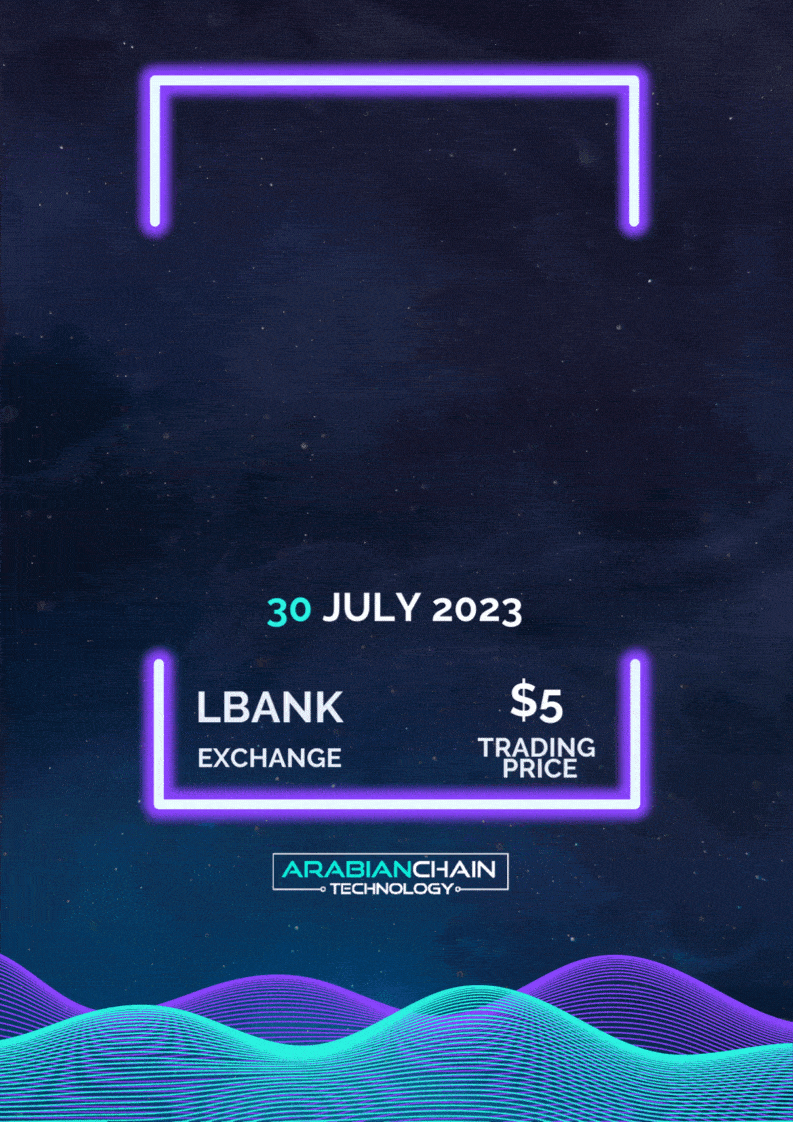 30 JULY 2023
LBANK
EXCHANGE
$5
TRADING
PRICE
ARABIANCHAIN
TECHNOLOGY